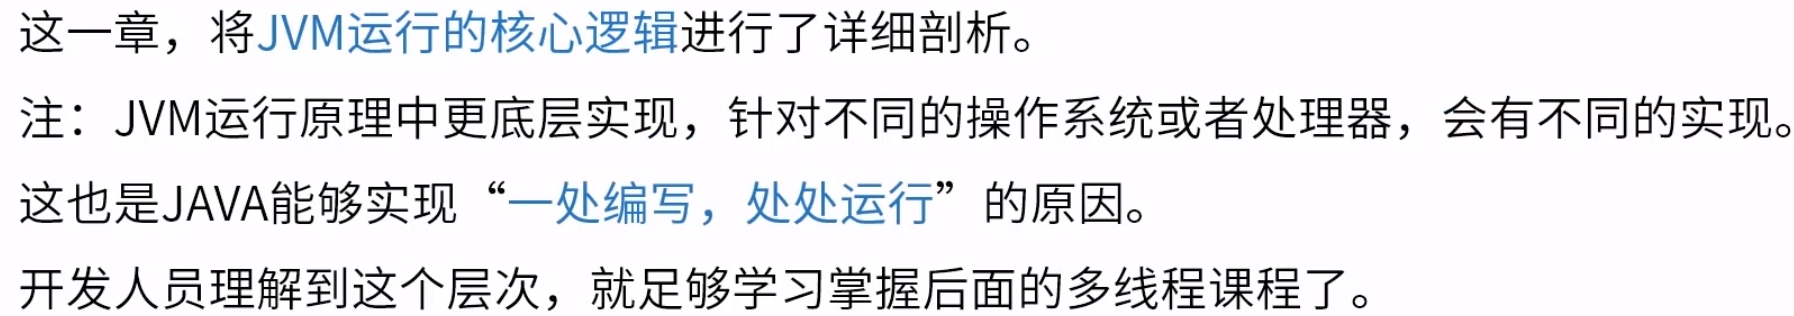 这一章，将JVM运行的核心逻辑进行了详细剖析。
注：JVM运行原理中更底层实现，针对不同的操作系统或者处理器，会有不同的实现。
这也是JAVA能够实现“一处编写，处处运行”的原因。
开发人员理解到这个层次，就足够学习掌握后面的多线程课程了。